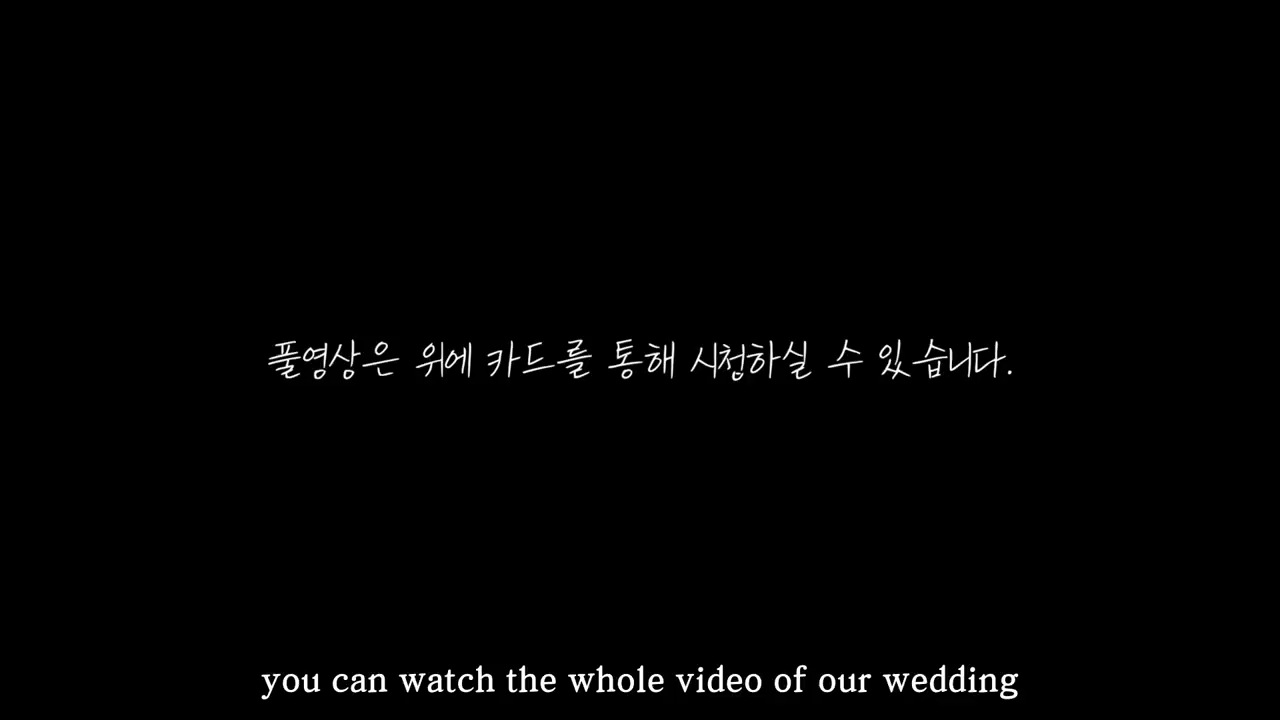 풀영상은 위에 카드를 통해 시청하실 수 있습니다.
you can watch the whole video of our wedding